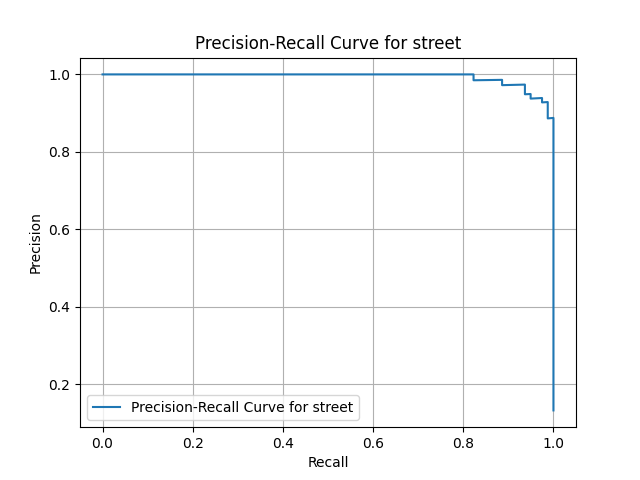 Precision-Recall Curve for street
1.0
0.8
0.6
0.4
0.2
Precision
Precision-Recall Curve for street
0.0 0.2 0.4 0.6 0.8 1.0
Recall